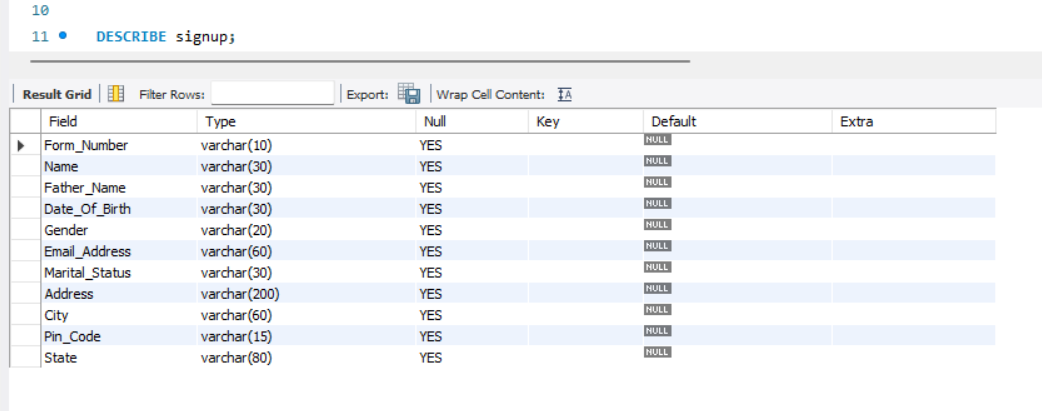 10
11 DESCRIBE signup;
Result Grid Filter Rows: Export: Wrap Cell Content: IA
Field Type Null Key Default Extra
Form_Number varchar(10) YES NULL
Name varchar(30) YES NULL
Father_Name varchar(30) YES NULL
Date_Of_Birth varchar(30) YES NULL
Gender varchar(20) YES NULL
Email_Address varchar(60) YES NULL
Marital_Status varchar(30) YES NULL
Address varchar(200) YES NULL
City varchar(60) YES NULL
Pin_Code varchar(15) YES NULL
State varchar(80) YES NULL